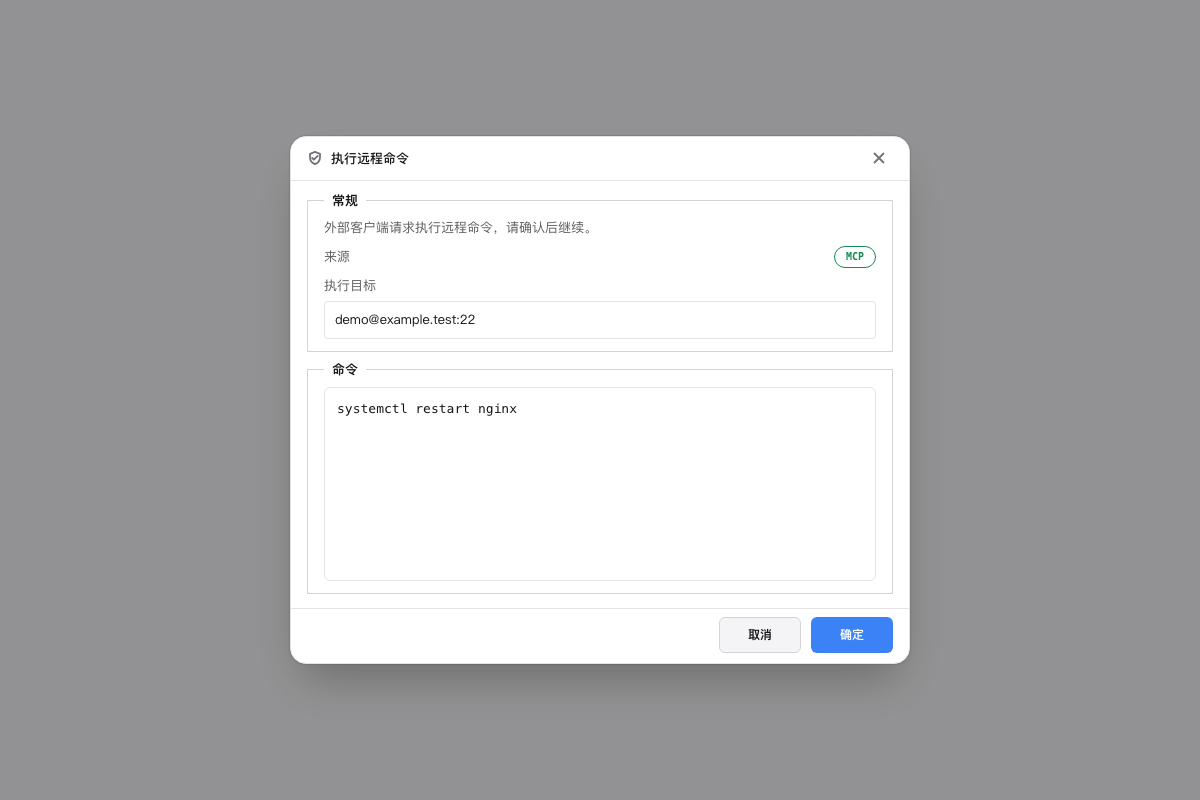 执行远程命令
常规
外部客户端请求执行远程命令，请确认后继续。
来源
MCP
执行目标
demo@example.test:22
命令
systemctl restart nginx
取消
确定